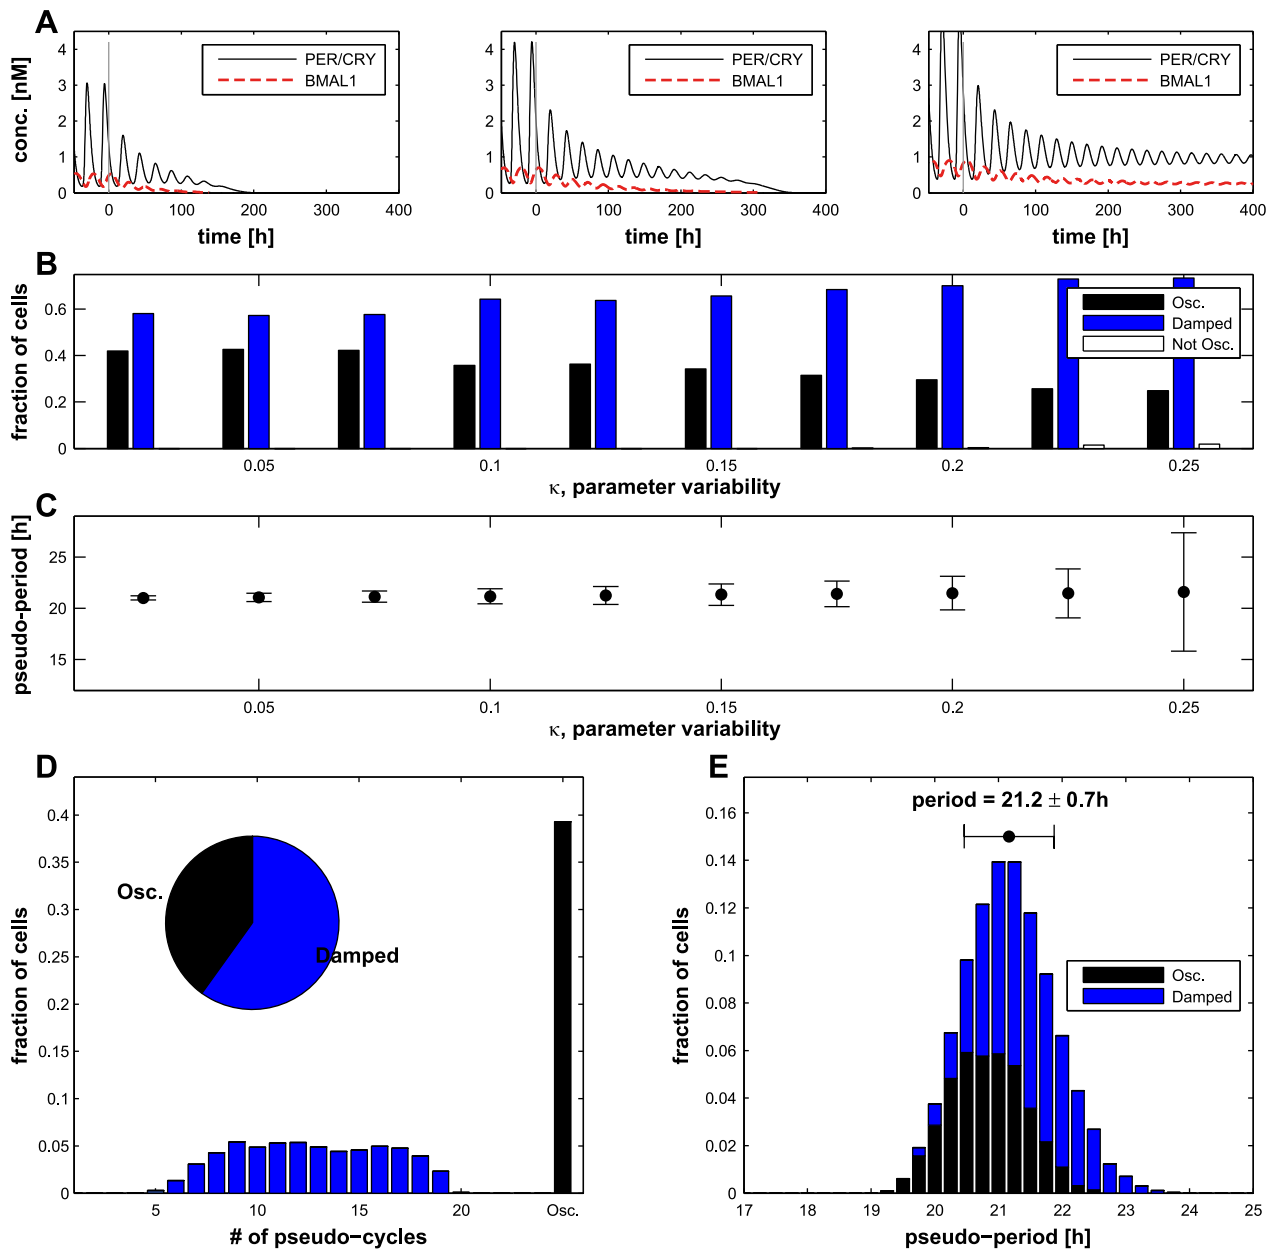 A
conc. [nM]
4
3
2
1
0
PER/CRY
BMAL1
0 100 200 300 400
time [h]
4
3
2
1
0
PER/CRY
BMAL1
0 100 200 300 400
time [h]
4
3
2
1
0
PER/CRY
BMAL1
0 100 200 300 400
time [h]
B
fraction of cells
0.6
0.4
0.2
0
Osc.
Damped
Not Osc.
0.05 0.1 0.15 0.2 0.25
κ, parameter variability
C
pseudo-period [h]
25
20
15
0.05 0.1 0.15 0.2 0.25
κ, parameter variability
D
fraction of cells
0.4
0.35
0.3
0.25
0.2
0.15
0.1
0.05
0
Osc.
Damped
5 10 15 20 Osc.
# of pseudo−cycles
E
fraction of cells
0.16
0.14
0.12
0.1
0.08
0.06
0.04
0.02
0
period = 21.2 ± 0.7h
Osc.
Damped
17 18 19 20 21 22 23 24 25
pseudo−period [h]